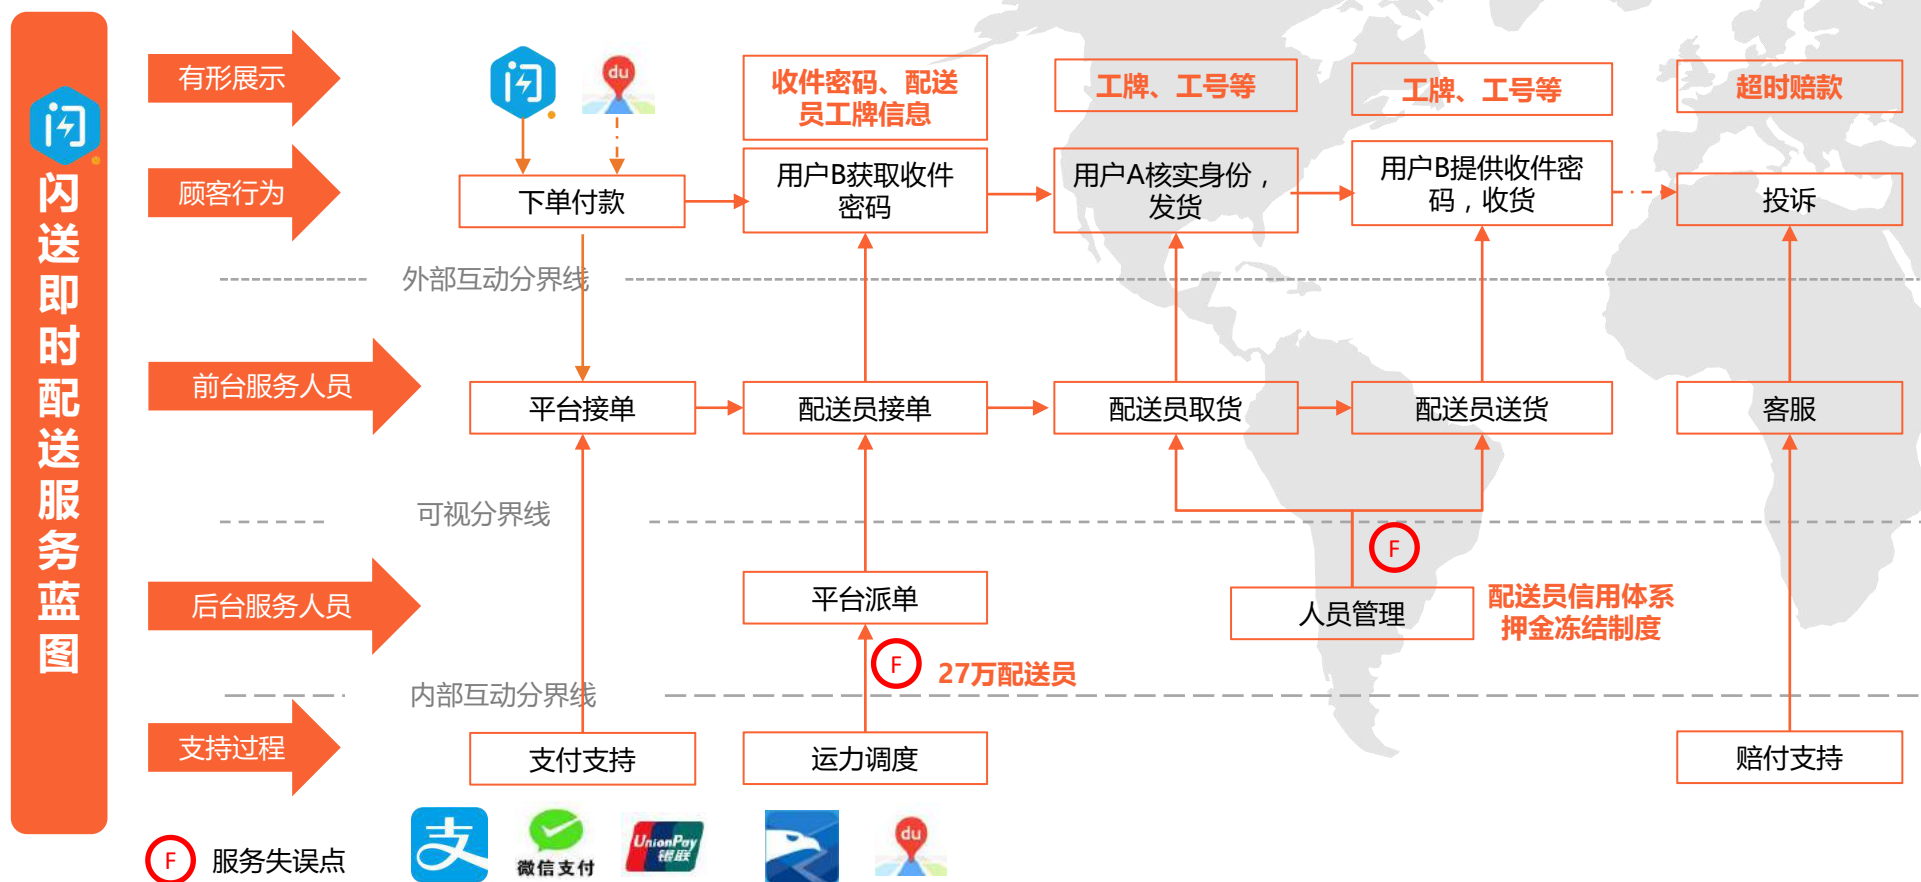 闪送即时配送服务蓝图
有形展示
du
收件密码、配送
员工牌信息
工牌、工号等
工牌、工号等
超时赔款
顾客行为
下单付款
用户B获取收件
密码
用户A核实身份，
发货
用户B提供收件密
码，收货
投诉
外部互动分界线
前台服务人员
平台接单
配送员接单
配送员取货
配送员送货
客服
可视分界线
F
后台服务人员
平台派单
人员管理
配送员信用体系
押金冻结制度
F
27万配送员
内部互动分界线
支持过程
支付支持
运力调度
赔付支持
F
服务失误点
支
微信支付
UnionPay
银联
du